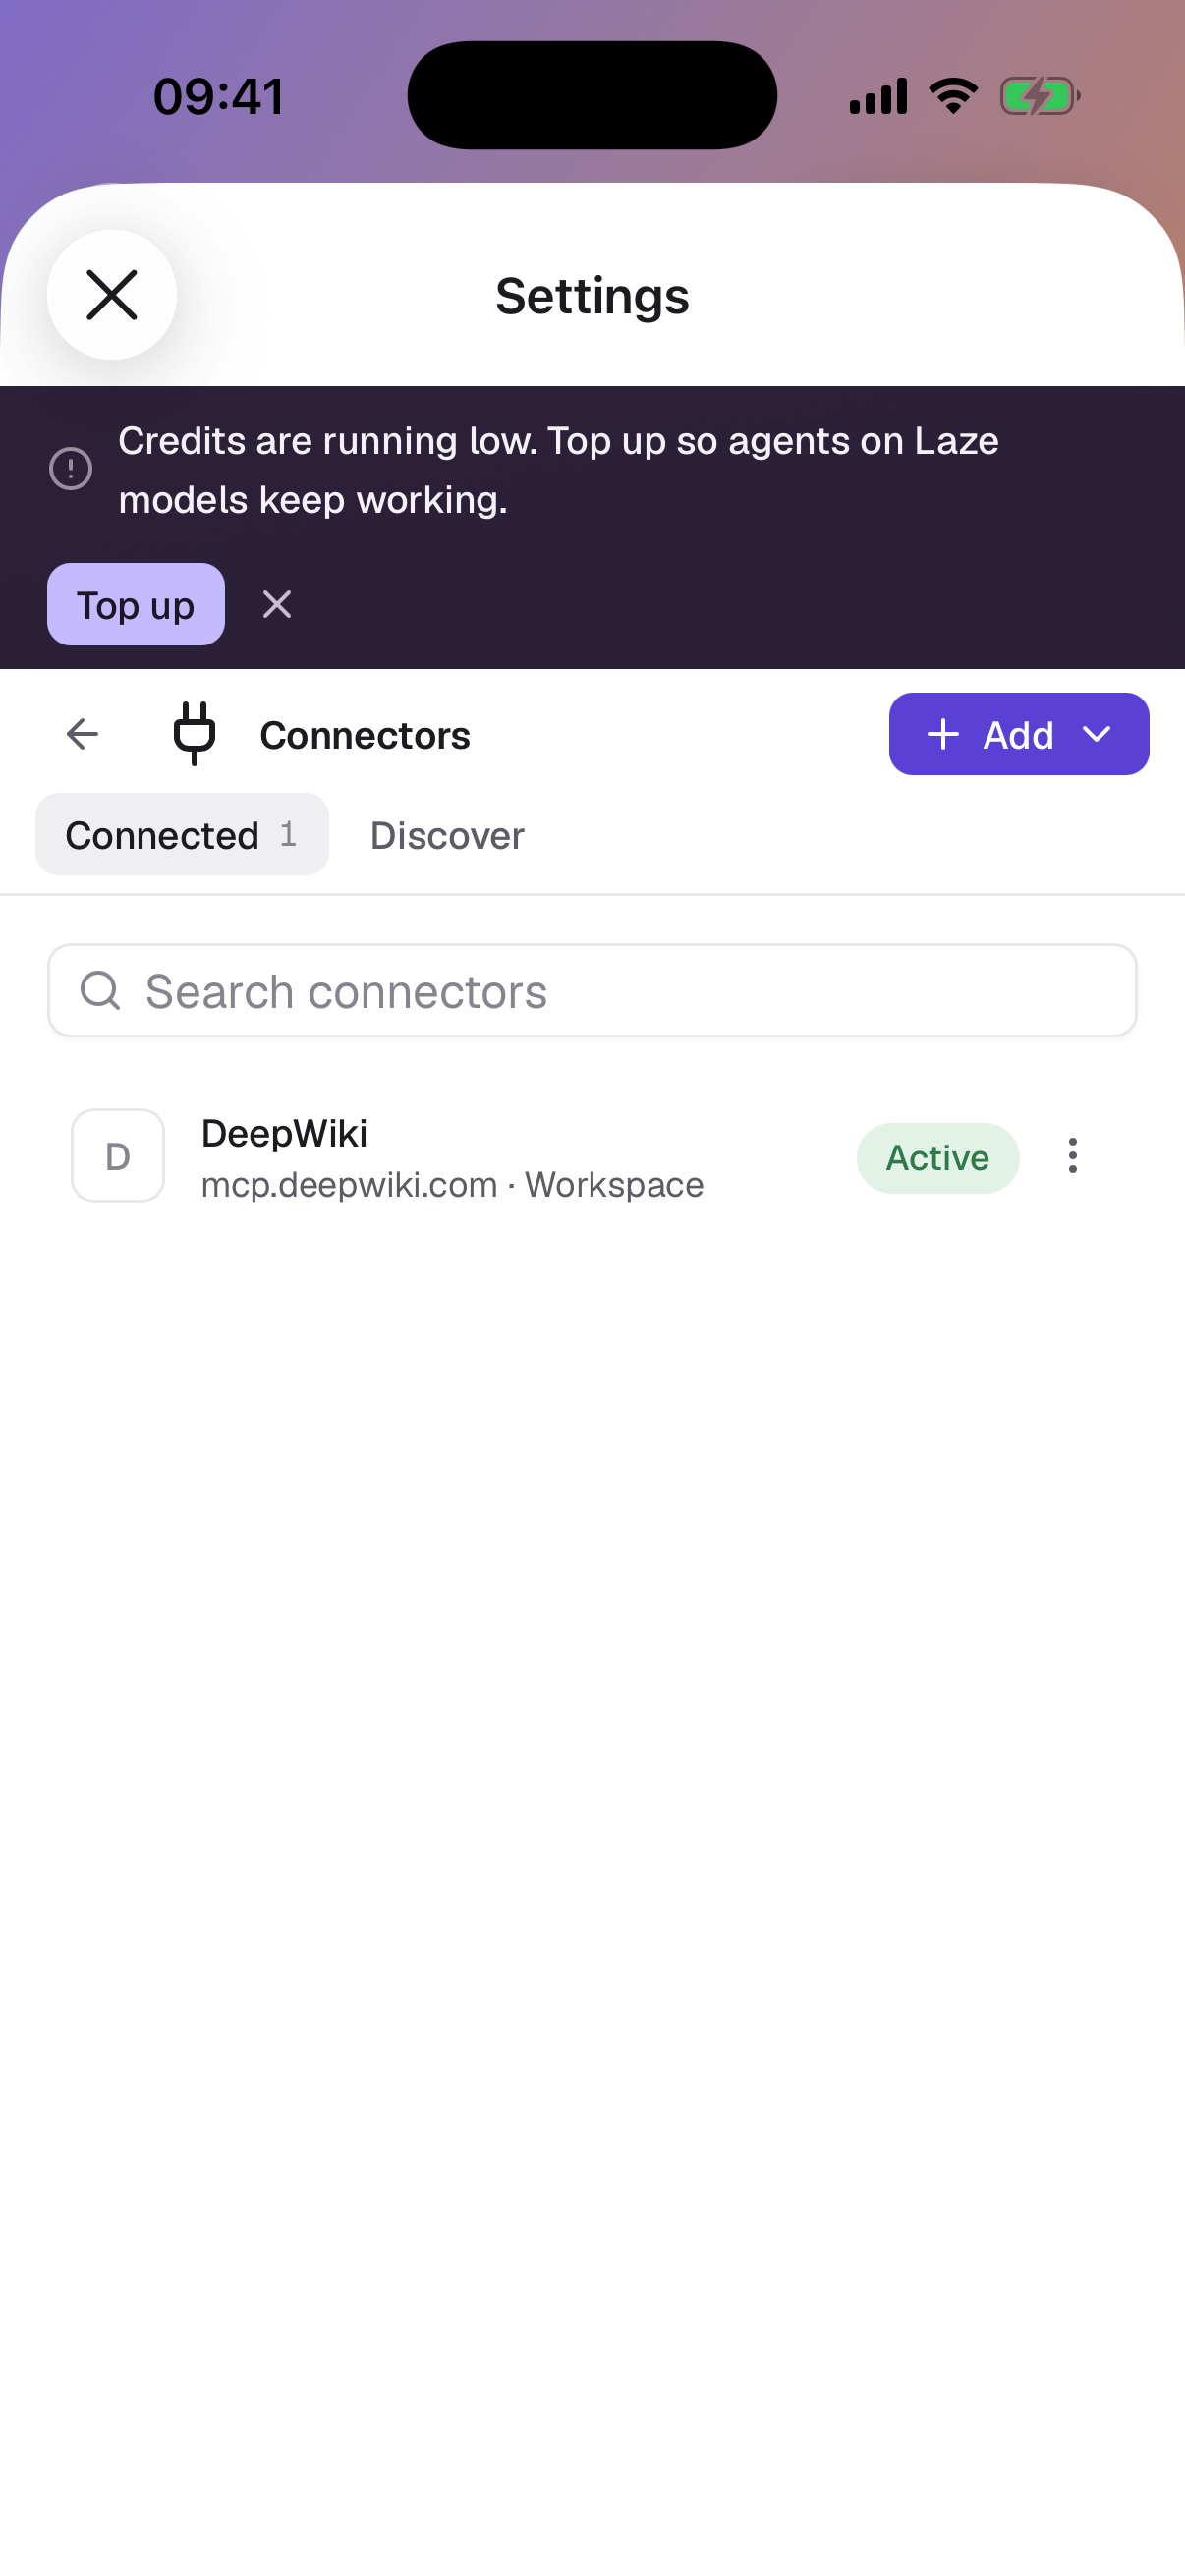 09:41
Settings
Credits are running low. Top up so agents on Laze
models keep working.
Top up
Connectors
Add
Connected 1
Discover
Search connectors
D
DeepWiki
mcp.deepwiki.com · Workspace
Active